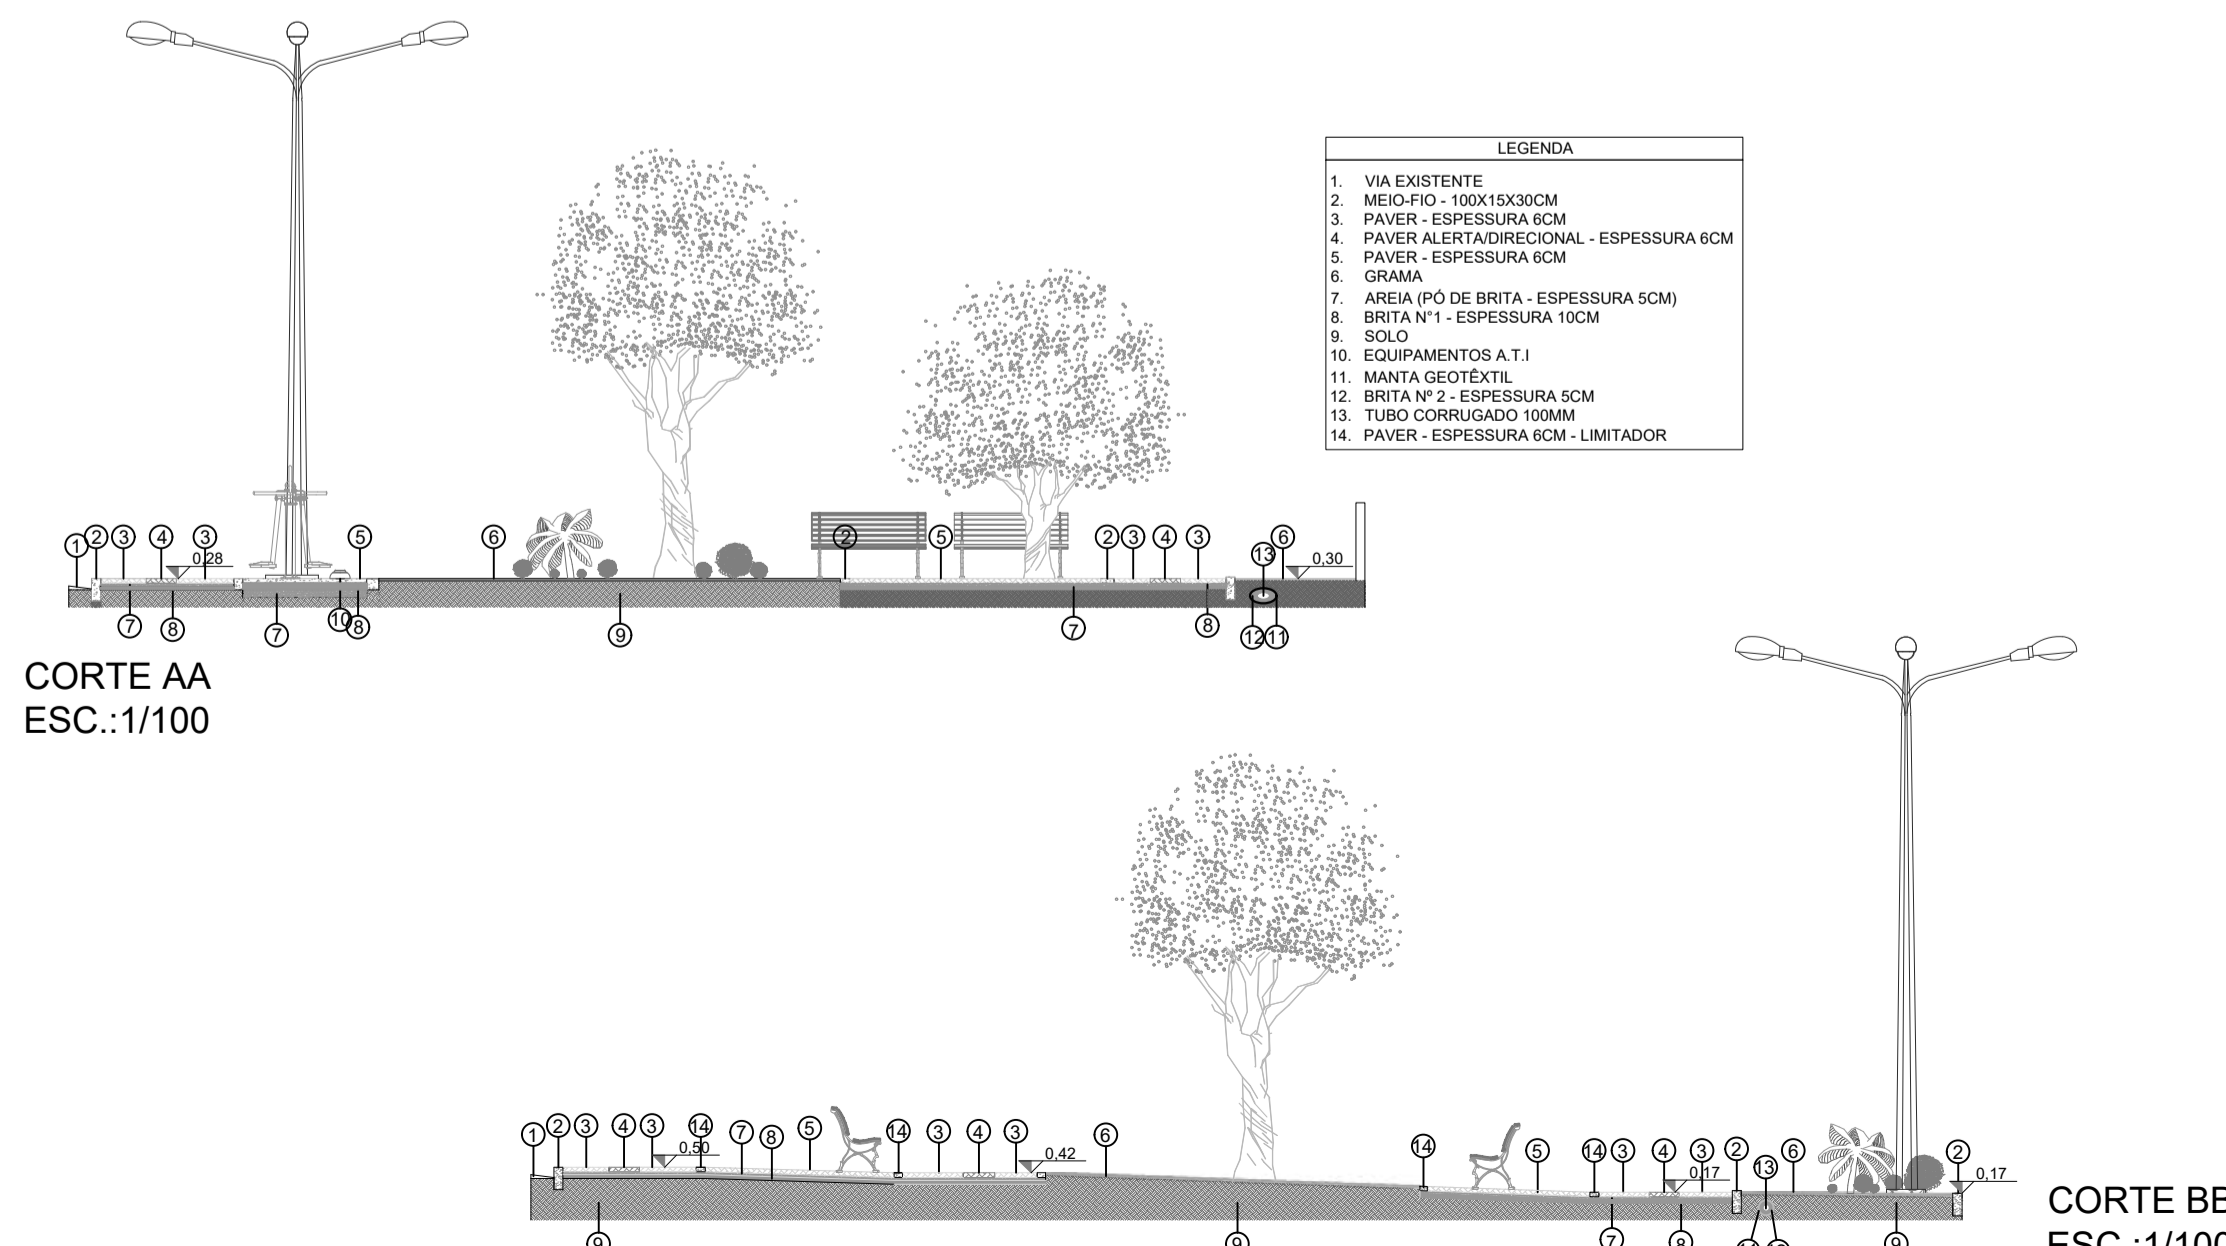 LEGENDA
1. VIA EXISTENTE
2. MEIO-FIO - 100X15X30CM
3. PAVER - ESPESSURA 6CM
4. PAVER ALERTA/DIRECIONAL - ESPESSURA 6CM
5. PAVER - ESPESSURA 6CM
6. GRAMA
7. AREIA (PÓ DE BRITA - ESPESSURA 5CM)
8. BRITA N°1 - ESPESSURA 10CM
9. SOLO
10. EQUIPAMENTOS A.T.I
11. MANTA GEOTÊXTIL
12. BRITA Nº 2 - ESPESSURA 5CM
13. TUBO CORRUGADO 100MM
14. PAVER - ESPESSURA 6CM - LIMITADOR
1 2 3 4 3 5 6 2 5 2 3 4 3 13 6
0,28 0,30
7 8 7 10 8 9 7 8 12 11
CORTE AA
ESC.:1/100
1 2 3 4 3 14 7 8 5 14 3 4 3 6 14 5 14 3 4 3 2 13 6 2
0,50 0,42 0,17 0,17
9 9 7 8 9
CORTE BB
ESC.:1/100